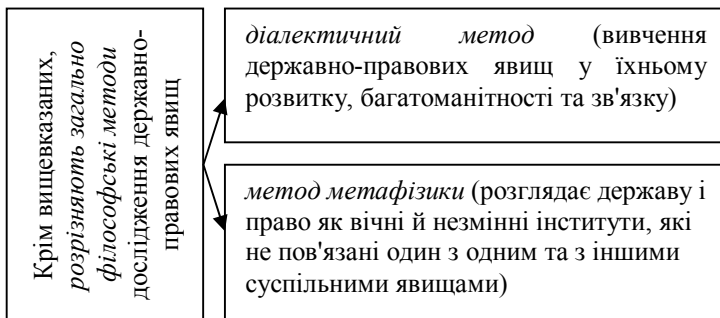 Крім вищевказаних,
розрізняють загально
філософські методи
дослідження державно-
правових явищ
діалектичний метод (вивчення
державно-правових явищ у їхньому
розвитку, багатоманітності та зв'язку)
метод метафізики (розглядає державу і
право як вічні й незмінні інститути, які
не пов'язані один з одним та з іншими
суспільними явищами)